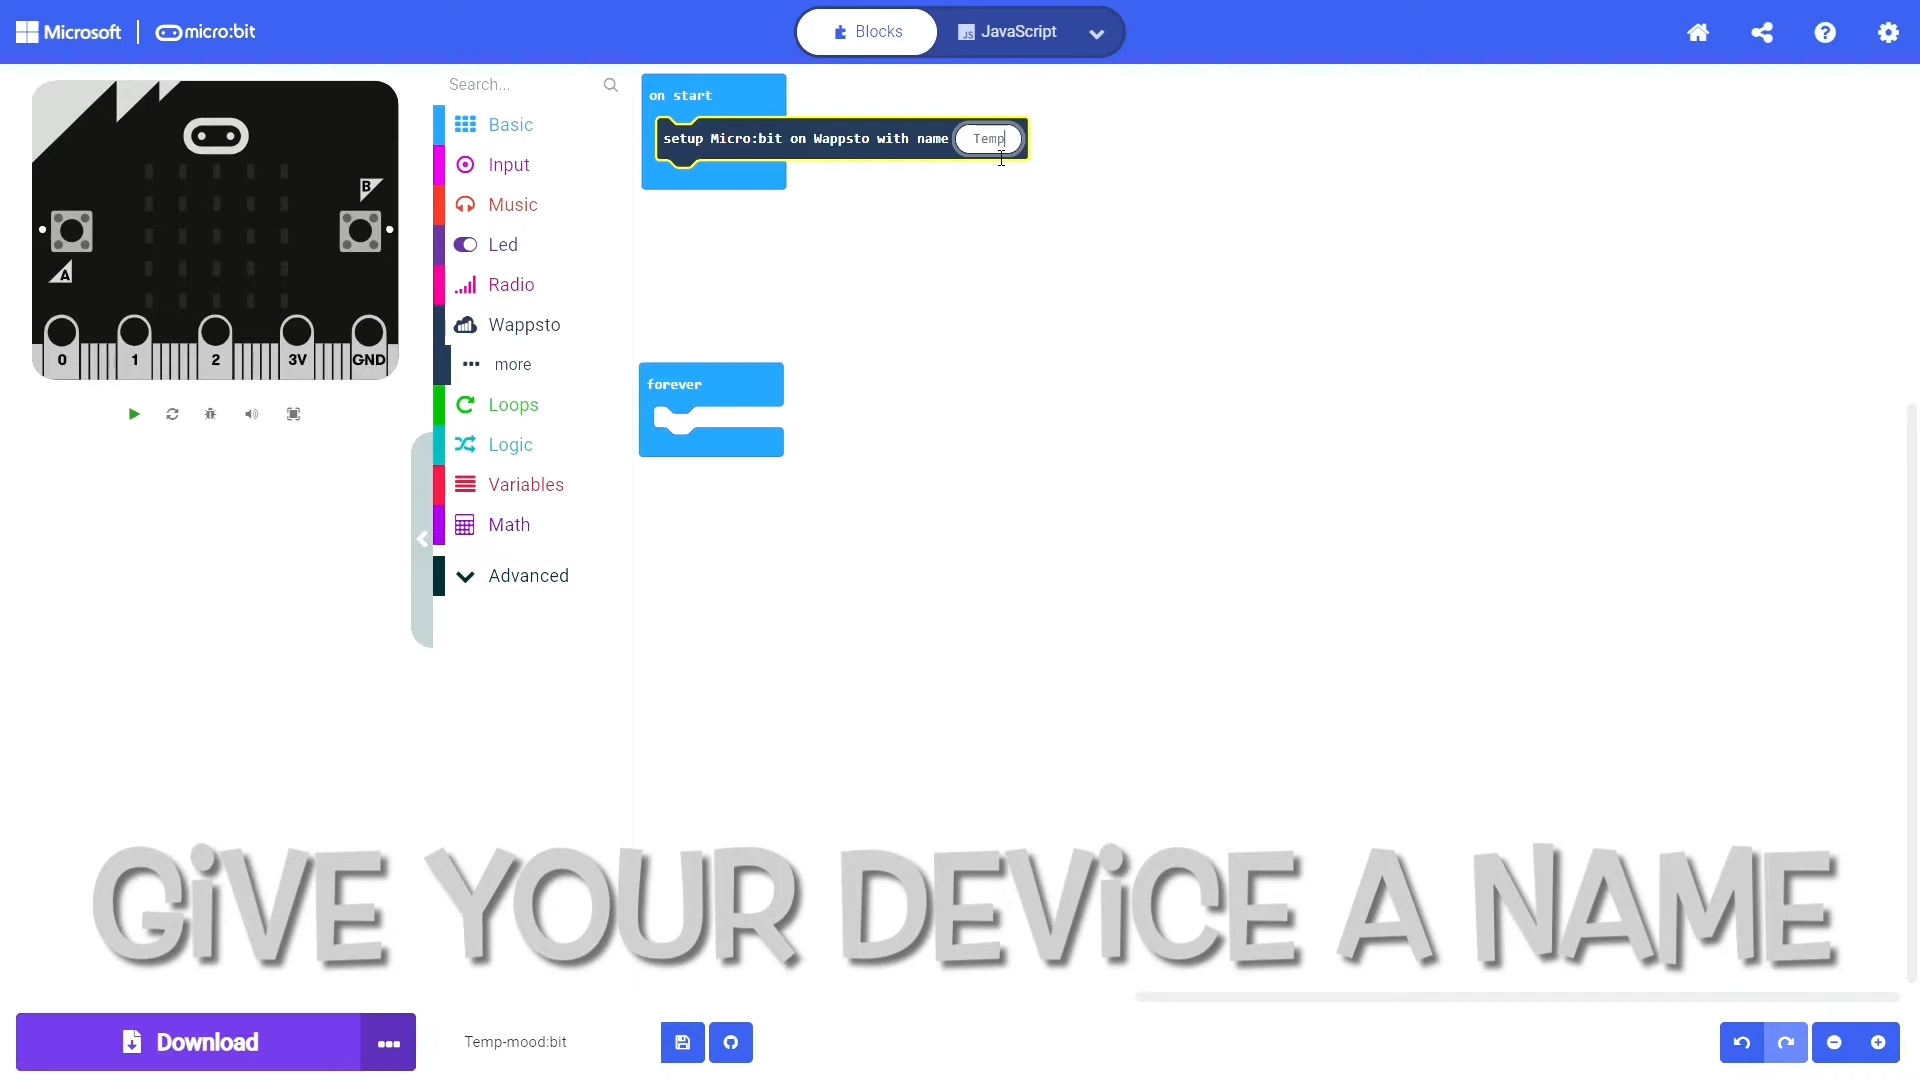 Microsoft
micro:bit
Blocks
JS JavaScript
B
A
0 1 2 3V GND
Search...
Basic
Input
Music
Led
Radio
Wappsto
more
Loops
Logic
Variables
Math
Advanced
on start
setup Micro:bit on Wappsto with name Temp
forever
GiVE YOUR DEViCE A NAME
Download
Temp-mood:bit